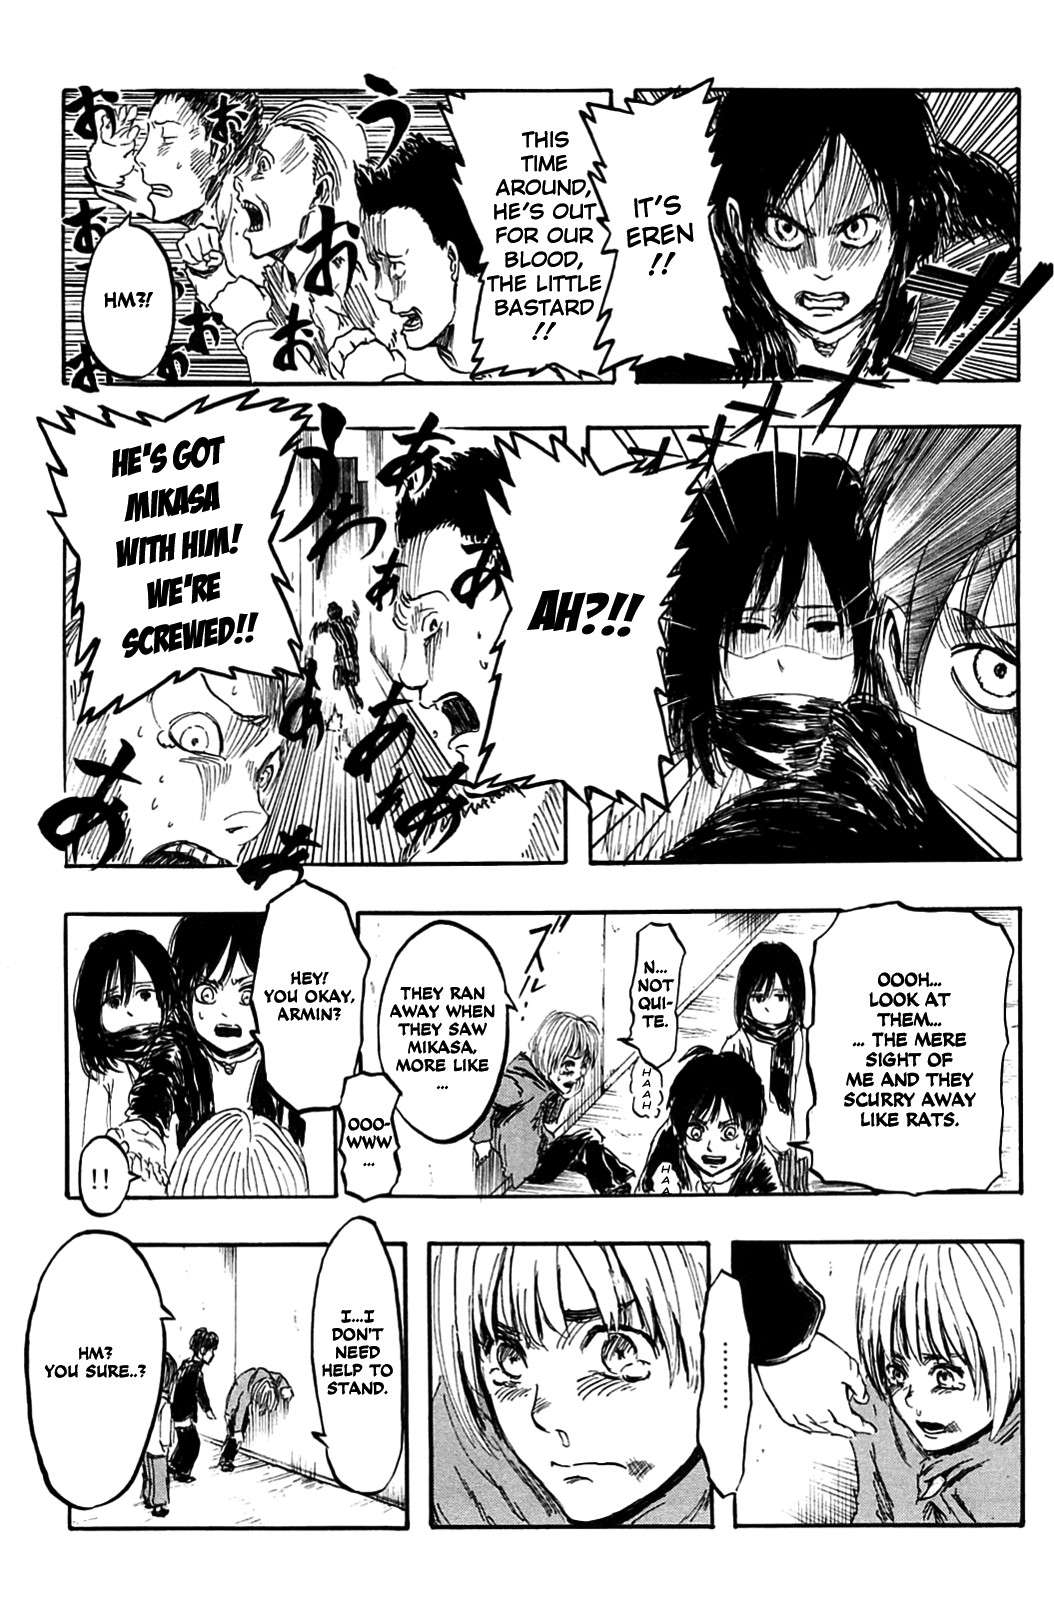 IT'S
EREN
!!
THIS
TIME
AROUND,
HE'S OUT
FOR OUR
BLOOD,
THE LITTLE
BASTARD
!!
HM?!
AH?!!
HE'S GOT
MIKASA
WITH HIM!
WE'RE
SCREWED!!
OOOH...
LOOK AT
THEM...
... THE MERE
SIGHT OF
ME AND THEY
SCURRY AWAY
LIKE RATS.
N...
NOT
QUI-
TE.
HAAH
HAA
THEY RAN
AWAY WHEN
THEY SAW
MIKASA,
MORE LIKE
...
OOO-
WWW
...
HEY!
YOU OKAY,
ARMIN?
!!
.........
I...I
DON'T
NEED
HELP TO
STAND.
HM?
YOU SURE..?